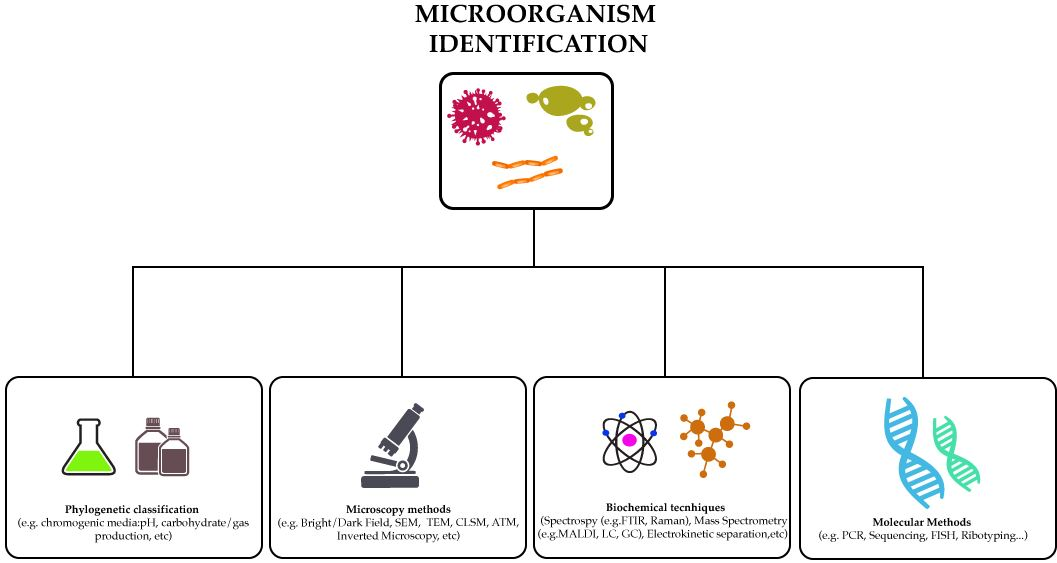 MICROORGANISM
IDENTIFICATION
Phylogenetic classification
(e.g. chromogenic media:pH, carbohydrate/gas
production, etc)
Microscopy methods
(e.g. Bright/Dark Field, SEM, TEM, CLSM, ATM,
Inverted Microscopy, etc)
Biochemical tecnhiques
(Spectrospy (e.g.FTIR, Raman), Mass Spectrometry
(e.g.MALDI, LC, GC), Electrokinetic separation,etc)
Molecular Methods
(e.g. PCR, Sequencing, FISH, Ribotyping...)